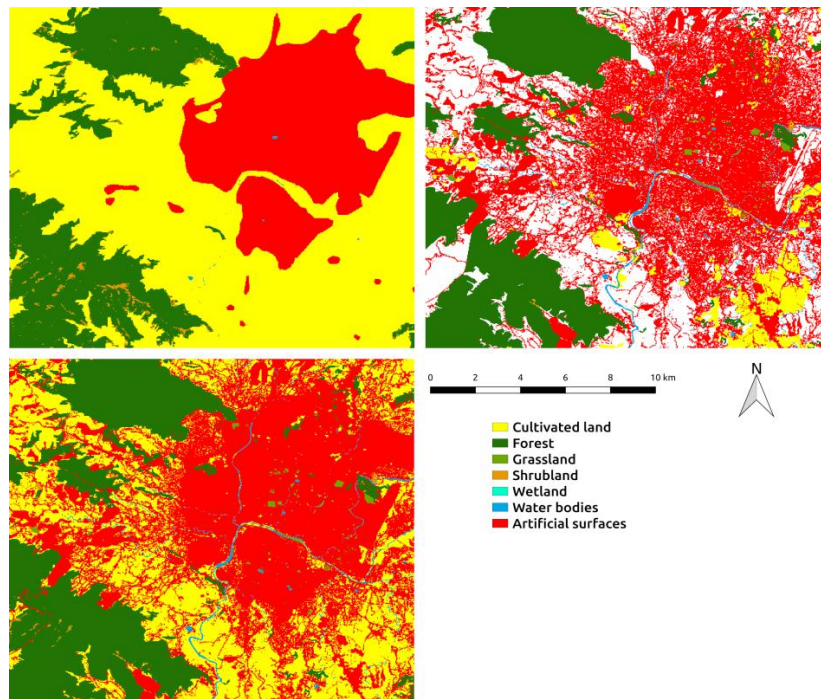 N
0 2 4 6 8 10 km
Cultivated land
Forest
Grassland
Shrubland
Wetland
Water bodies
Artificial surfaces